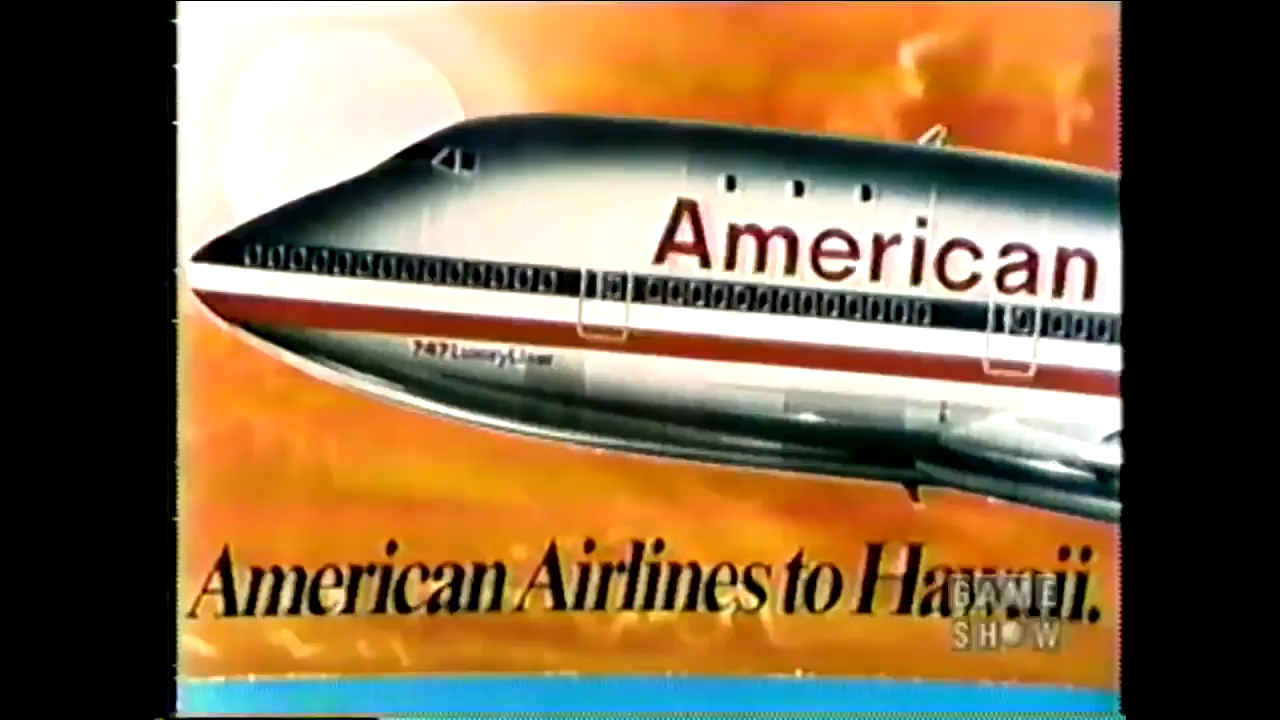 American
747 LuxuryLiner
American Airlines to Hawaii.
GAME
SHOW